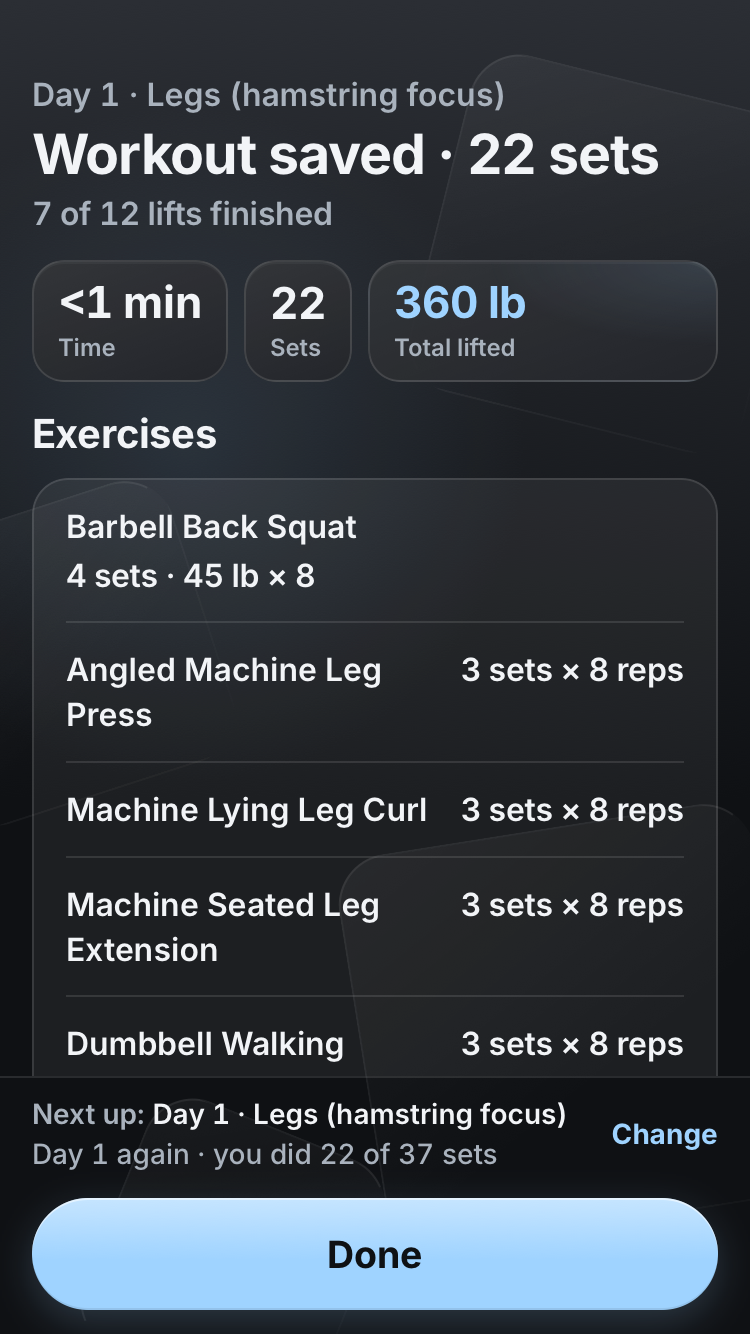 Day 1 · Legs (hamstring focus)
Workout saved · 22 sets
7 of 12 lifts finished
<1 min
Time
22
Sets
360 lb
Total lifted
Exercises
Barbell Back Squat
4 sets · 45 lb × 8
Angled Machine Leg Press
3 sets × 8 reps
Machine Lying Leg Curl
3 sets × 8 reps
Machine Seated Leg Extension
3 sets × 8 reps
Dumbbell Walking
3 sets × 8 reps
Next up: Day 1 · Legs (hamstring focus)
Day 1 again · you did 22 of 37 sets
Change
Done